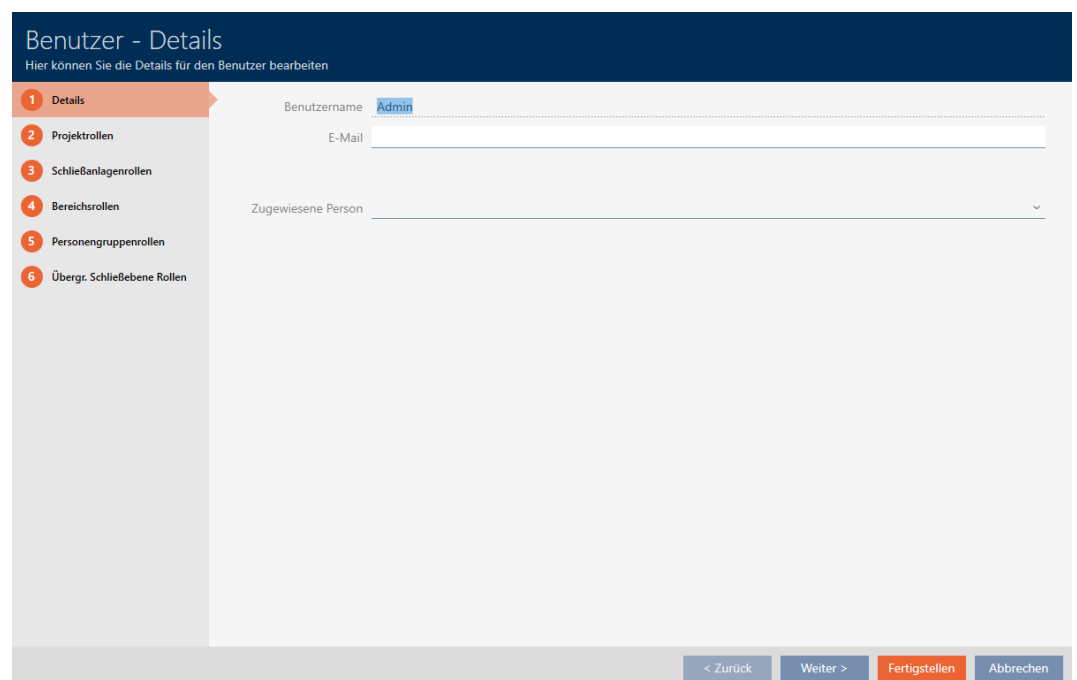 Benutzer - Details
Hier können Sie die Details für den Benutzer bearbeiten
1 Details
2 Projektrollen
3 Schließanlagenrollen
4 Bereichsrollen
5 Personengruppenrollen
6 Übergr. Schließebene Rollen
Benutzername Admin
E-Mail
Zugewiesene Person
< Zurück Weiter > Fertigstellen Abbrechen